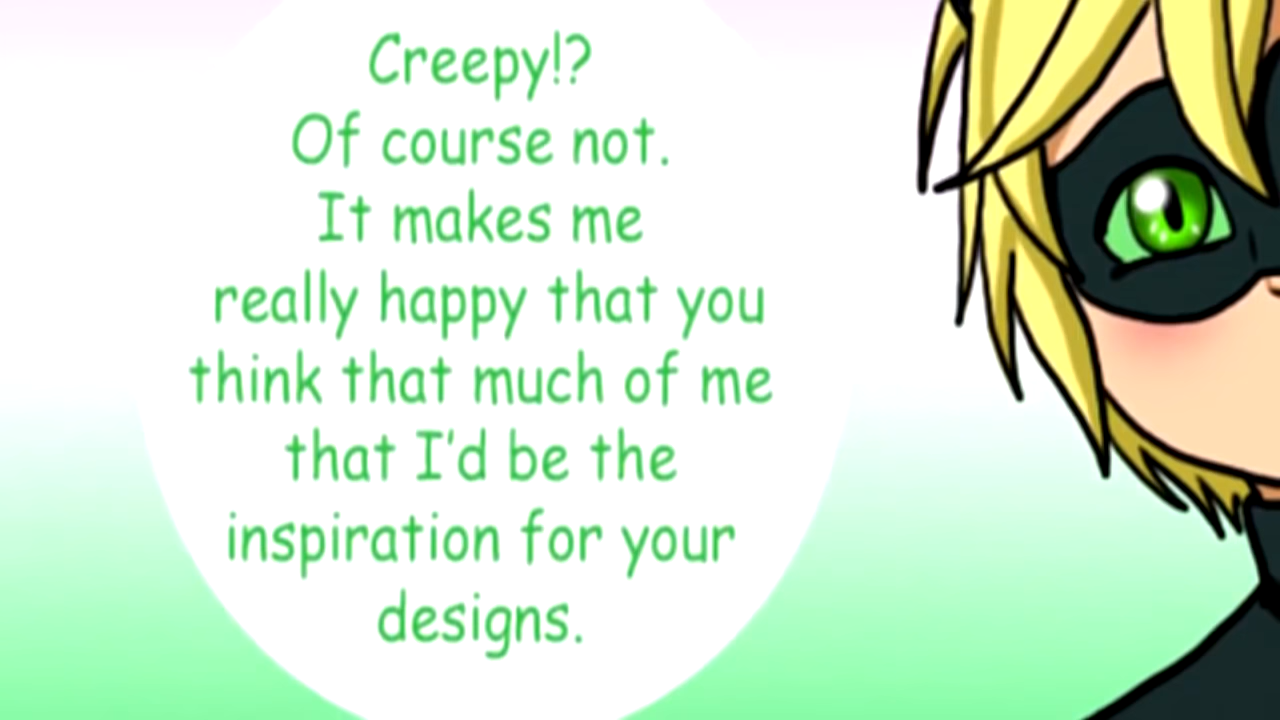 Creepy!?
Of course not.
It makes me
really happy that you
think that much of me
that I'd be the
inspiration for your
designs.